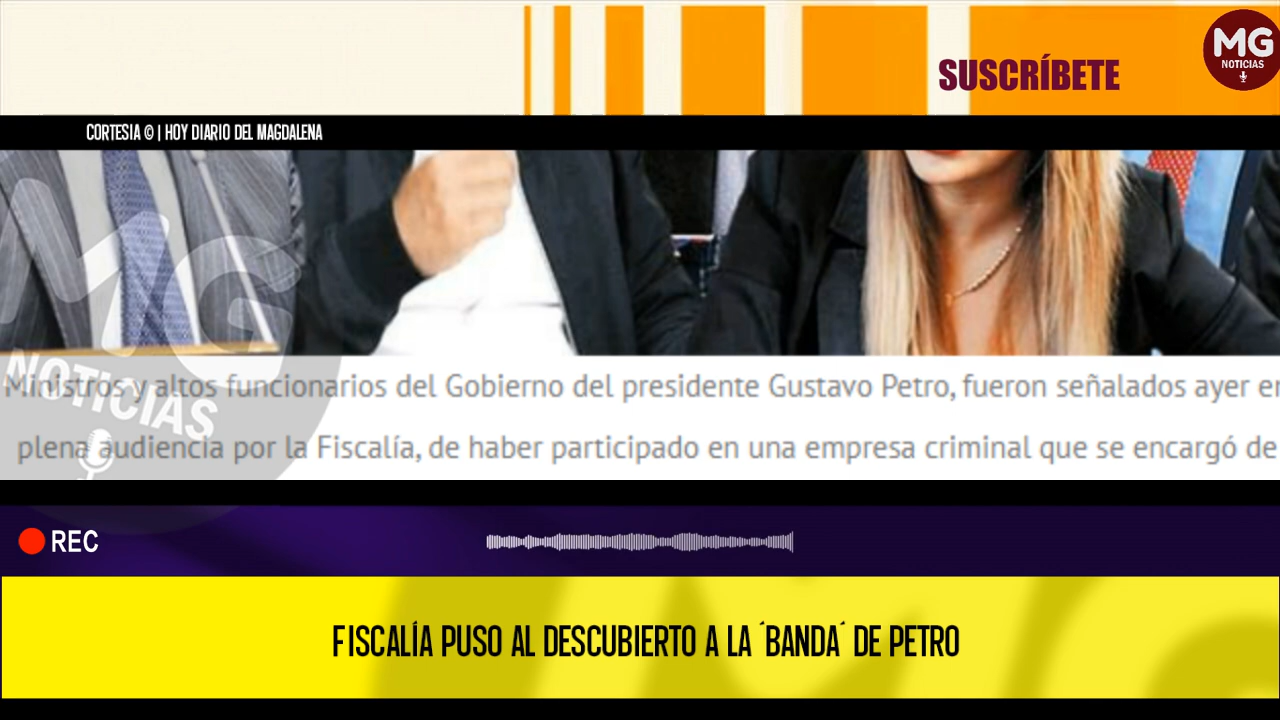 SUSCRÍBETE
MG
NOTICIAS
CORTESIA © | HOY DIARIO DEL MAGDALENA
MG
NOTICIAS
Ministros y altos funcionarios del Gobierno del presidente Gustavo Petro, fueron señalados ayer en
plena audiencia por la Fiscalía, de haber participado en una empresa criminal que se encargó de
REC
FISCALÍA PUSO AL DESCUBIERTO A LA ´BANDA´ DE PETRO